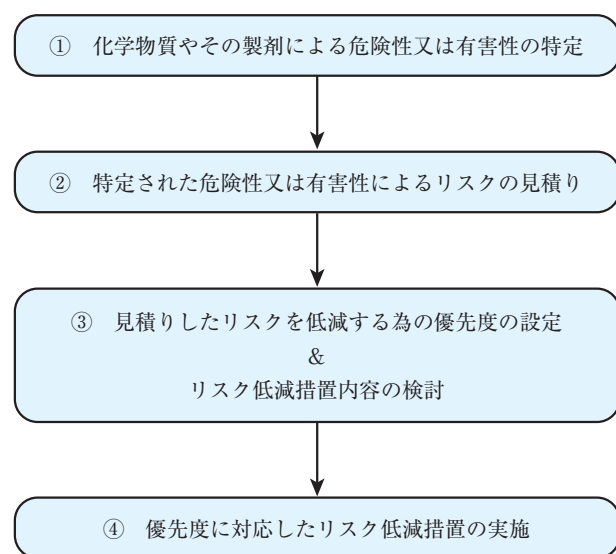 ① 化学物質やその製剤による危険性又は有害性の特定
② 特定された危険性又は有害性によるリスクの見積り
③ 見積りしたリスクを低減する為の優先度の設定
&
リスク低減措置内容の検討
④ 優先度に対応したリスク低減措置の実施